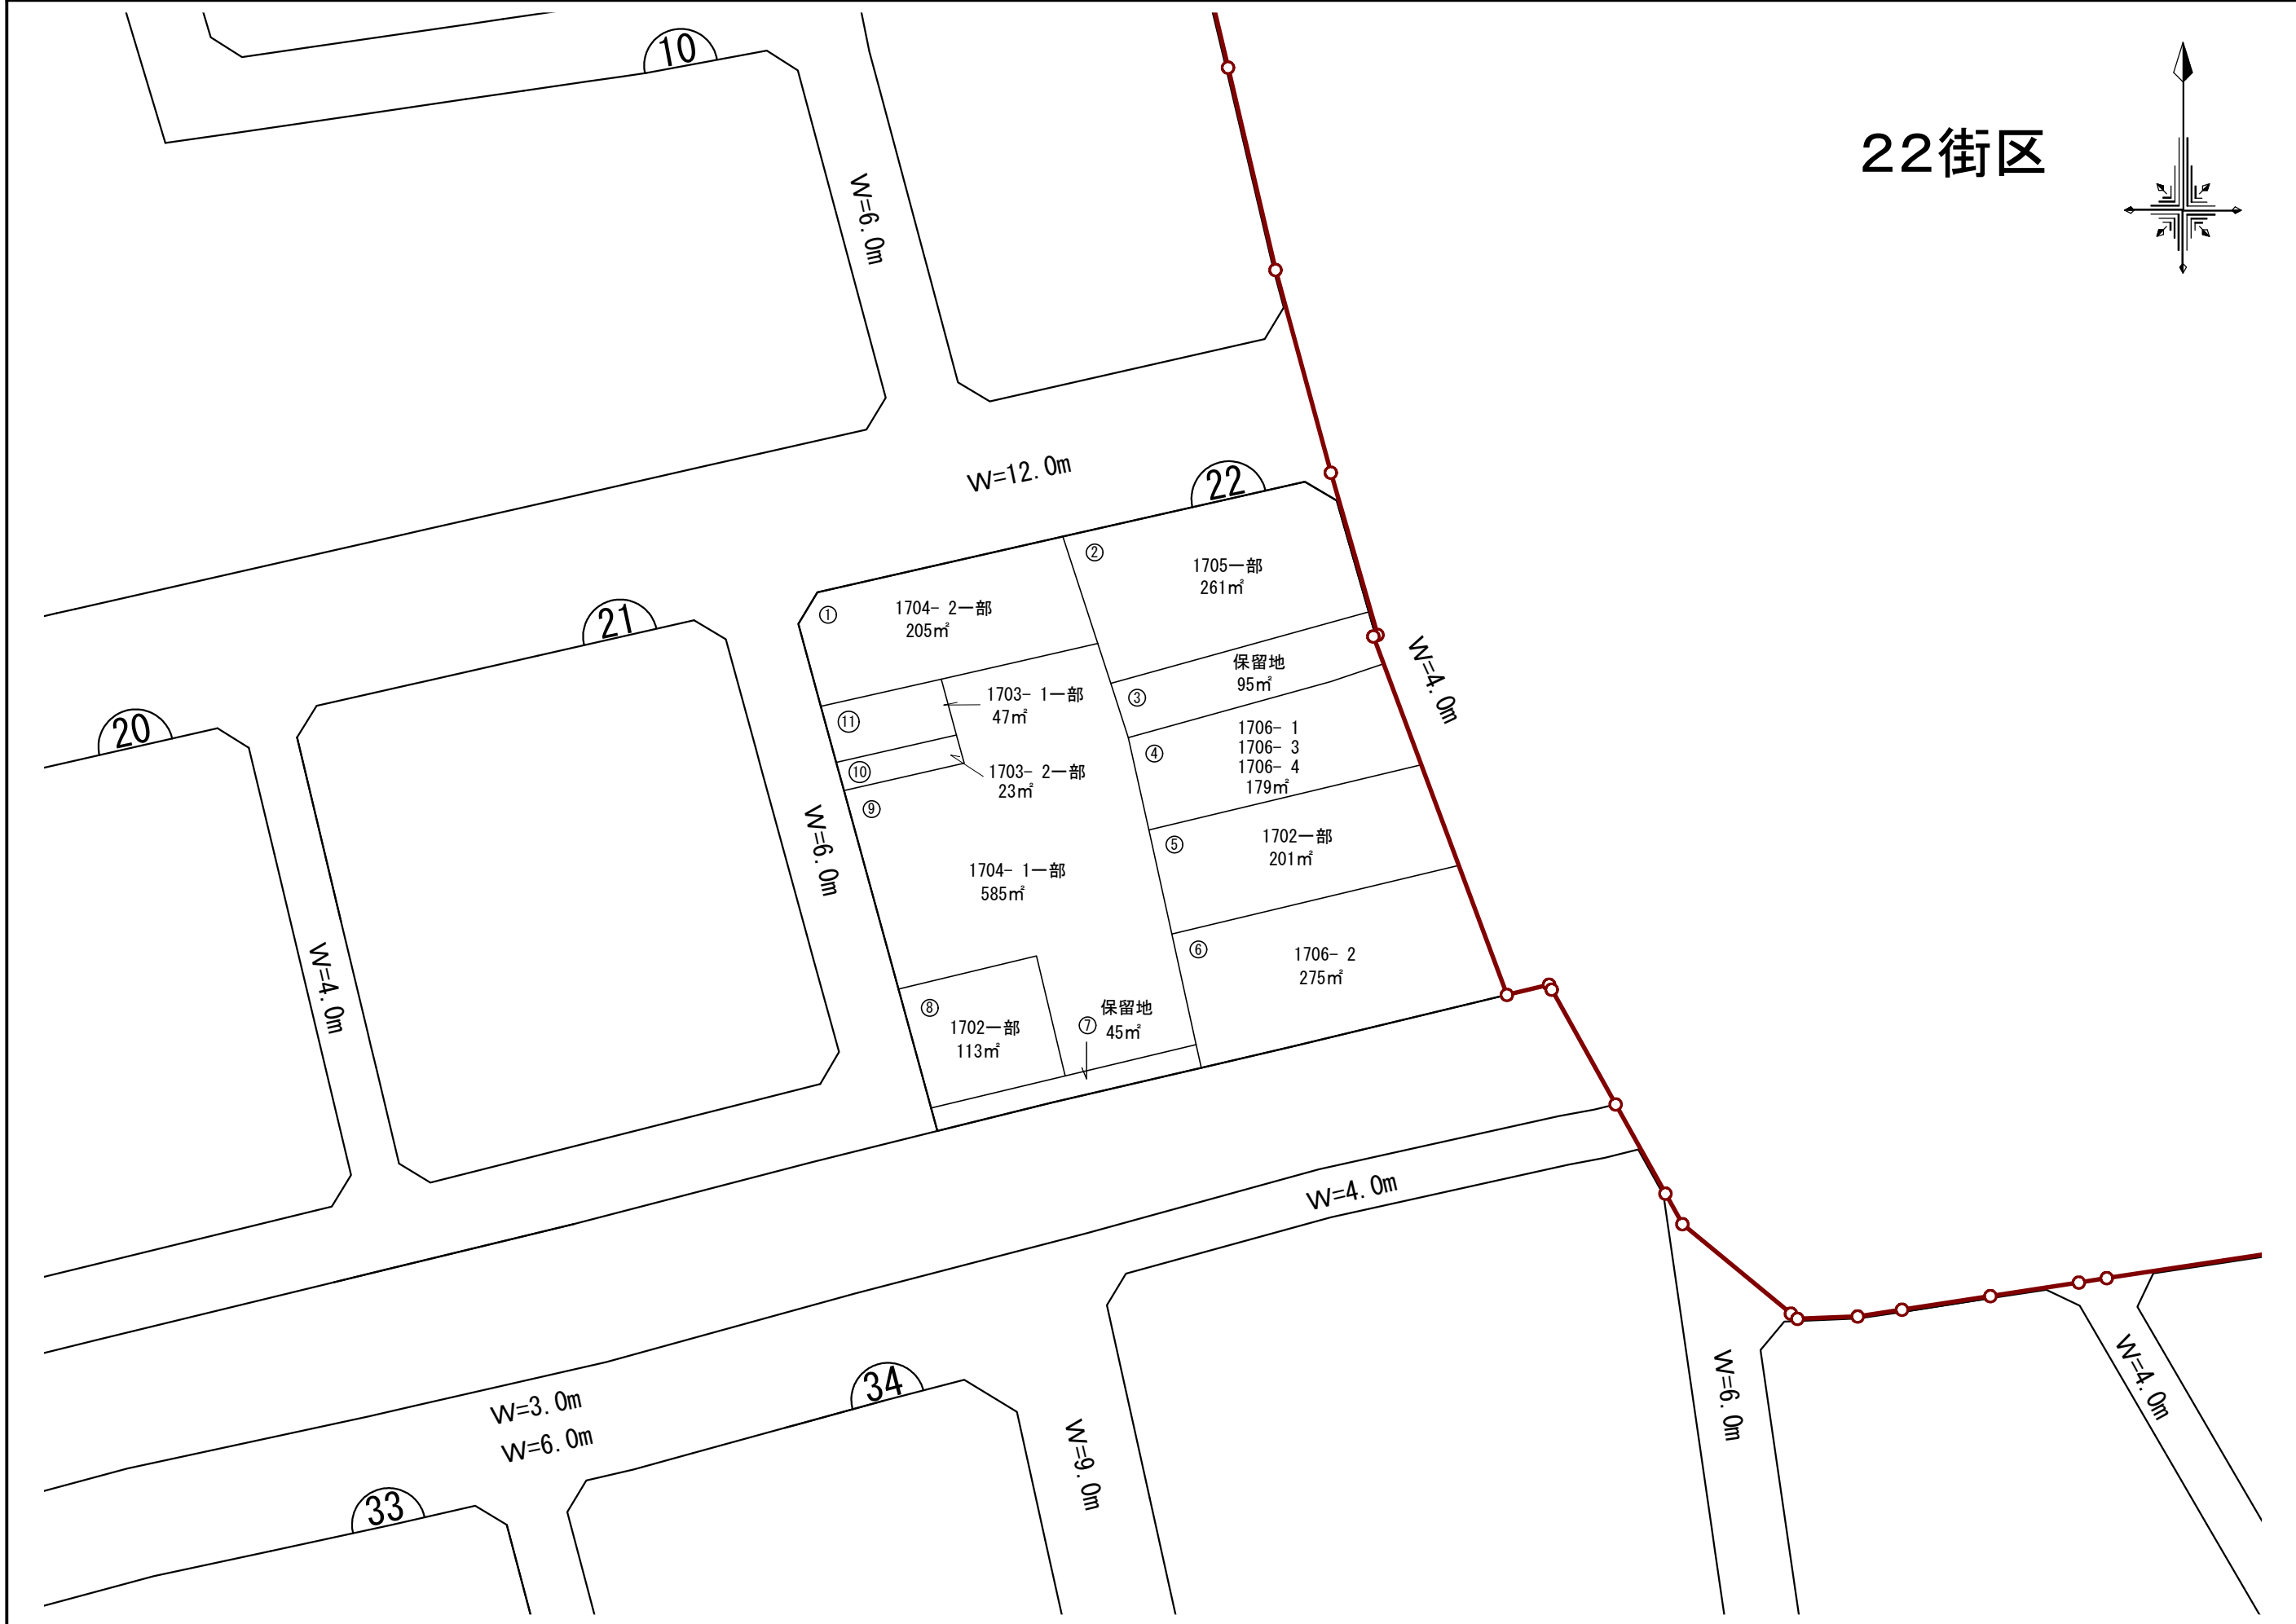 10
22街区
W=6.0m
W=12.0m
22
②
1705一部
261㎡
①
1704-2一部
205㎡
21
20
W=4.0m
保留地
95㎡
③
1703-1一部
47㎡
⑪
1706-1
1706-3
1706-4
179㎡
④
⑩
1703-2一部
23㎡
⑨
W=6.0m
⑤
1702一部
201㎡
1704-1一部
585㎡
⑥
1706-2
275㎡
W=4.0m
⑧
1702一部
113㎡
⑦
保留地
45㎡
W=4.0m
34
W=3.0m
W=6.0m
W=9.0m
W=6.0m
W=4.0m
33